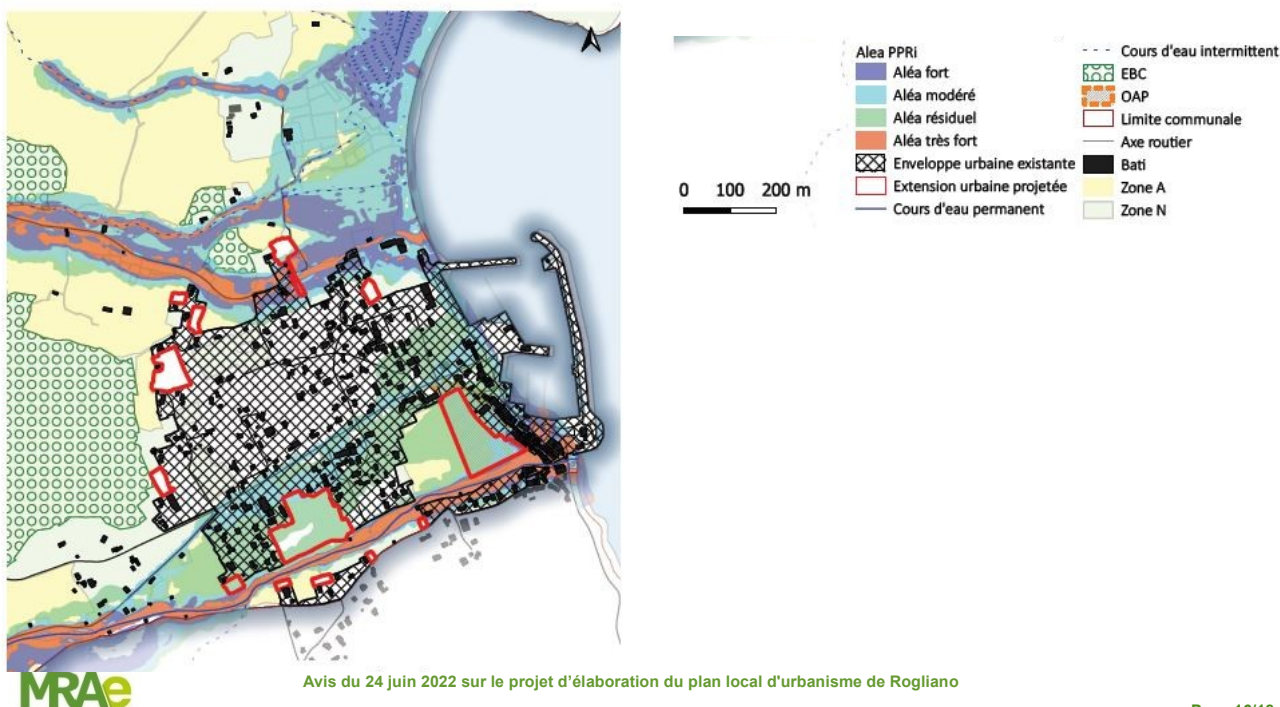 Alea PPRi
Aléa fort
Aléa modéré
Aléa résiduel
Aléa très fort
Enveloppe urbaine existante
Extension urbaine projetée
Cours d'eau permanent
Cours d'eau intermittent
EBC
OAP
Limite communale
Axe routier
Bati
Zone A
Zone N
0 100 200 m
MRAe
Avis du 24 juin 2022 sur le projet d'élaboration du plan local d'urbanisme de Rogliano